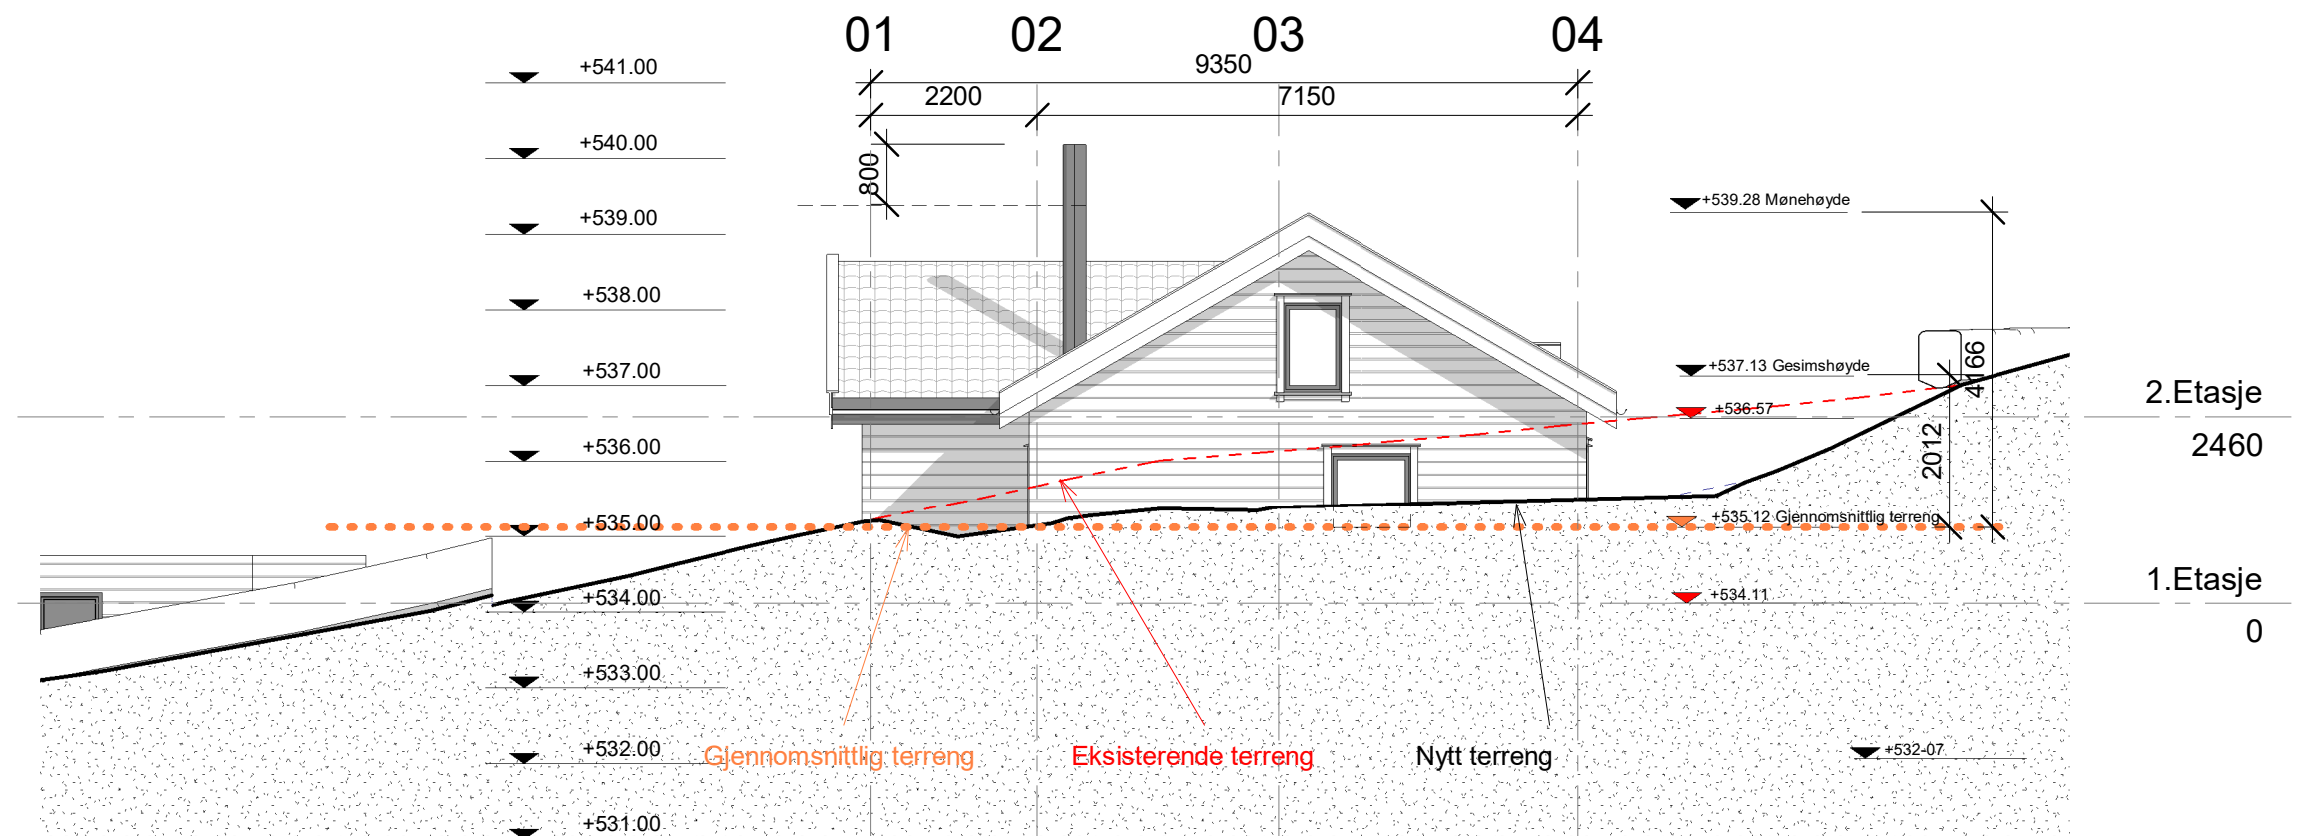 01 02 03 04
9350
+541.00
2200 7150
+540.00
800
+539.28 Mønehøyde
+539.00
+538.00
+537.13 Gesimshøyde
+537.00
4166
2.Etasje
+536.57
+536.00
2460
2012
+535.00
+535.12 Gjennomsnittlig terreng
1.Etasje
+534.11
+534.00
0
+533.00
+532.00
Gjennomsnittlig terreng
Eksisterende terreng
Nytt terreng
+532-07
+531.00